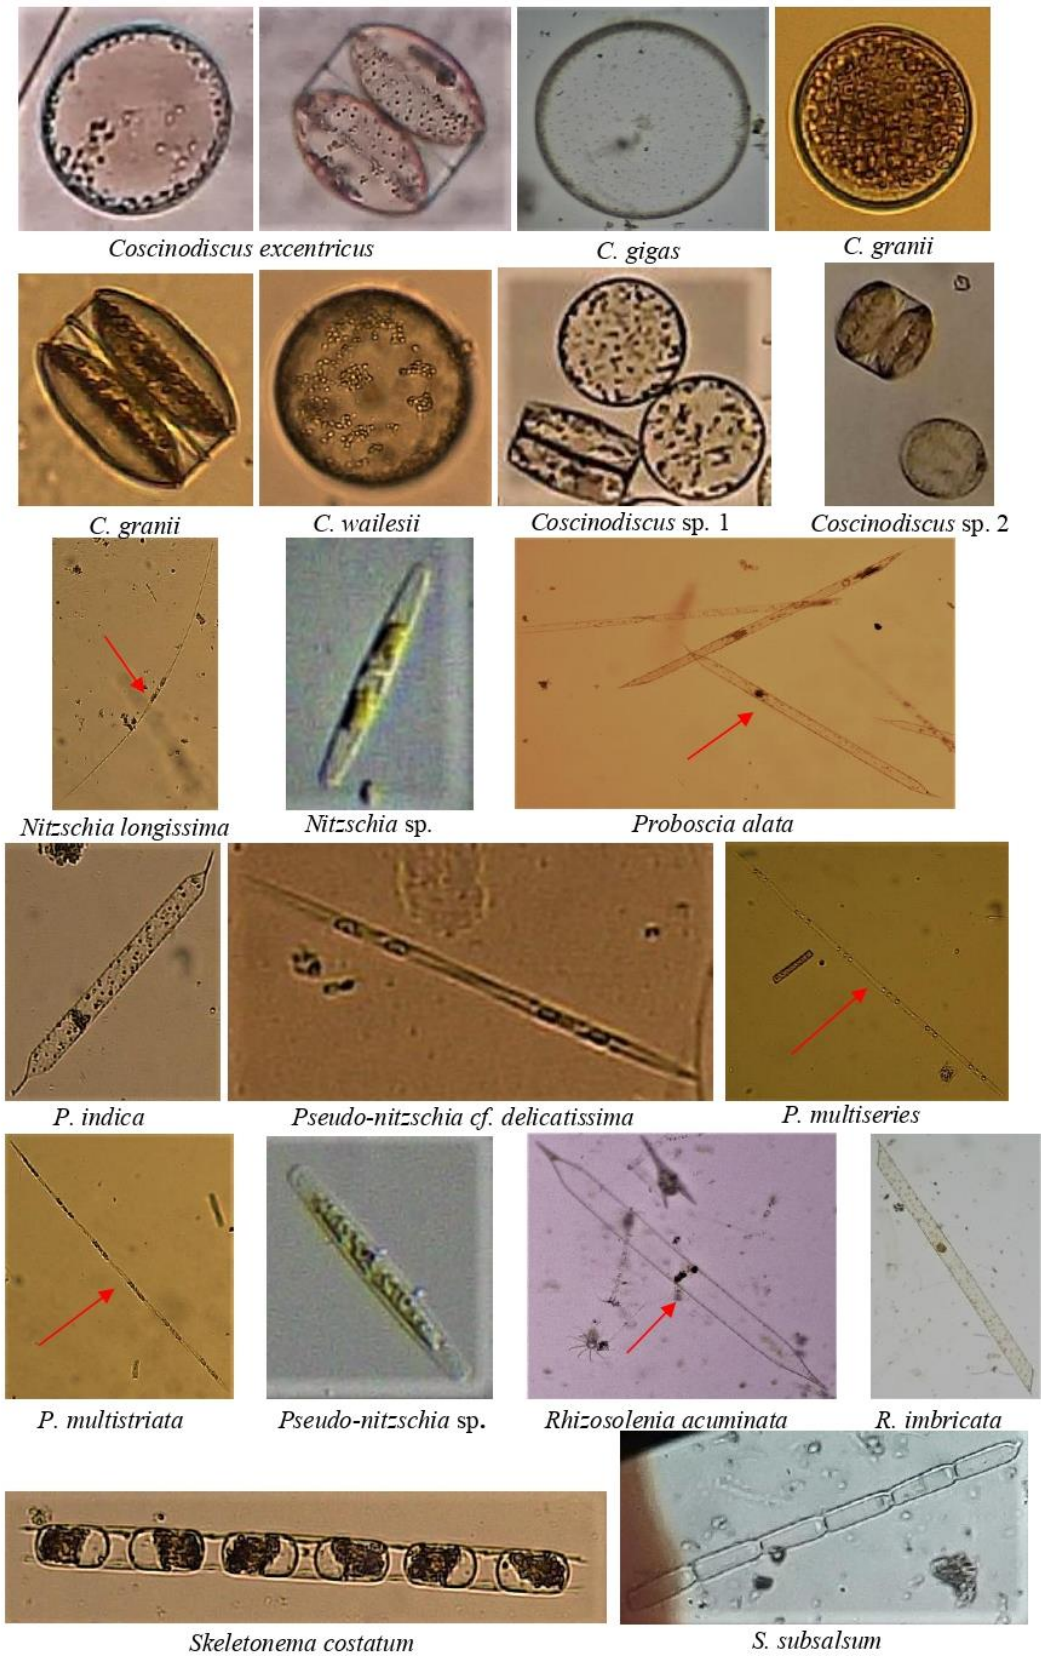 Coscinodiscus excentricus
C. gigas
C. granii
C. granii
C. wailesii
Coscinodiscus sp. 1
Coscinodiscus sp. 2
Nitzschia longissima
Nitzschia sp.
Proboscia alata
P. indica
Pseudo-nitzschia cf. delicatissima
P. multiseries
P. multistriata
Pseudo-nitzschia sp.
Rhizosolenia acuminata
R. imbricata
Skeletonema costatum
S. subsalsum